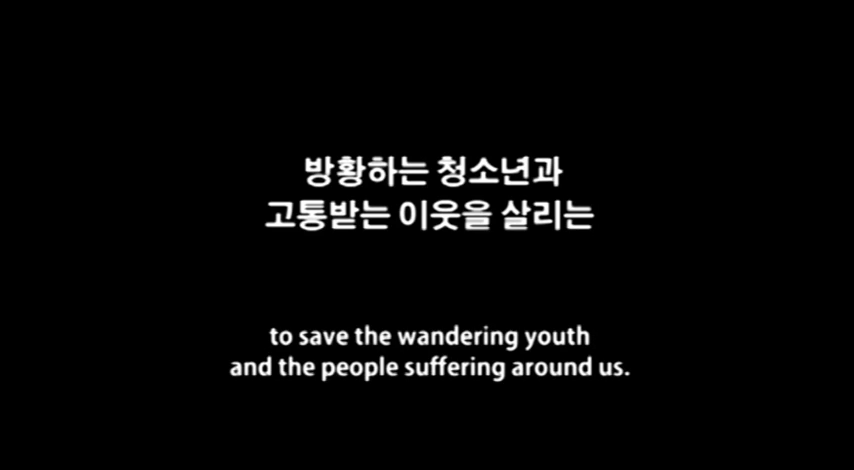 방황하는 청소년과
고통받는 이웃을 살리는
to save the wandering youth
and the people suffering around us.